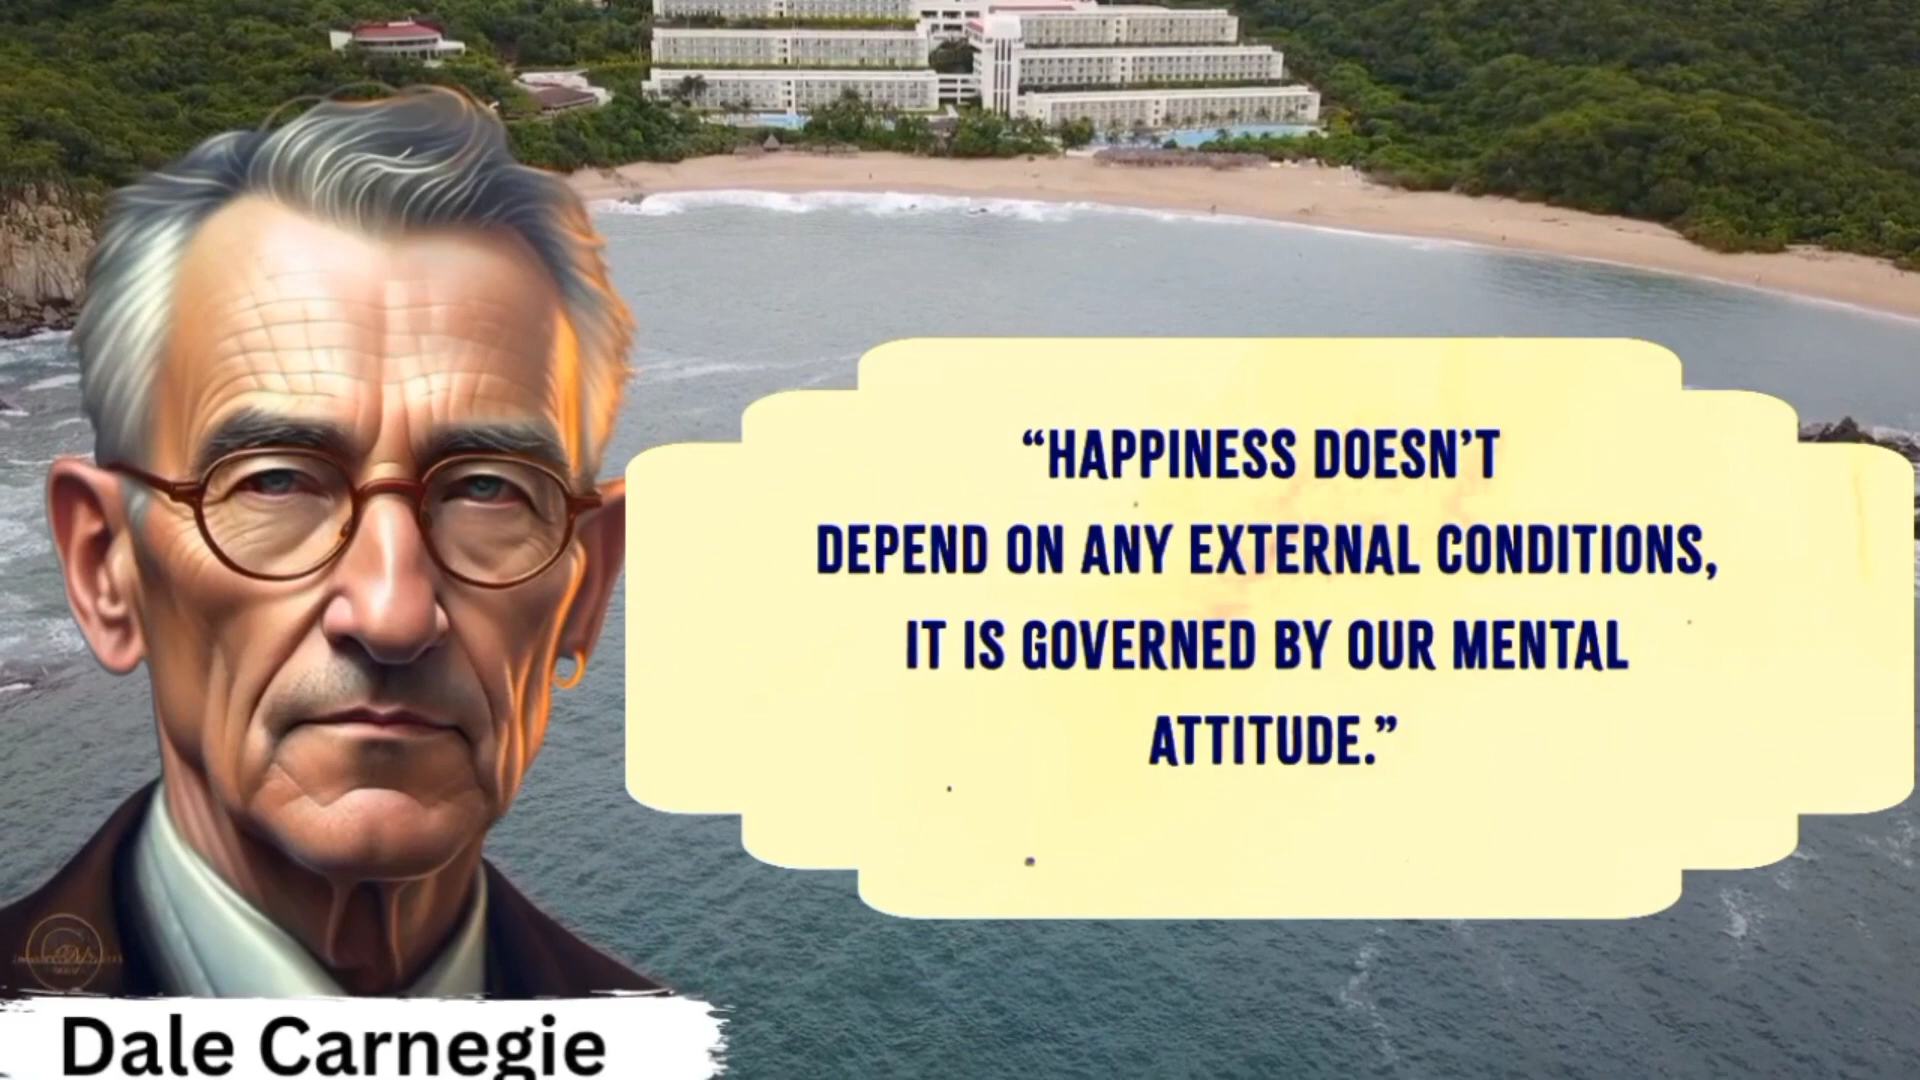 “HAPPINESS DOESN’T
DEPEND ON ANY EXTERNAL CONDITIONS,
IT IS GOVERNED BY OUR MENTAL
ATTITUDE.”
Dale Carnegie